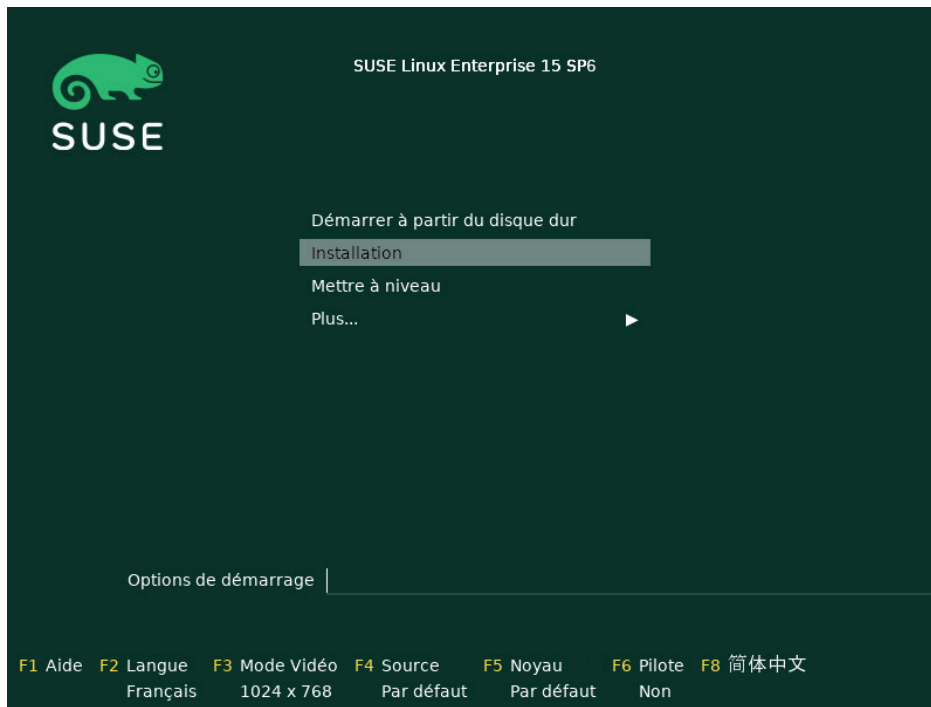 SUSE Linux Enterprise 15 SP6
SUSE
Démarrer à partir du disque dur
Installation
Mettre à niveau
Plus...
Options de démarrage
F1 Aide F2 Langue F3 Mode Vidéo F4 Source F5 Noyau F6 Pilote F8 简体中文
Français 1024 x 768 Par défaut Par défaut Non